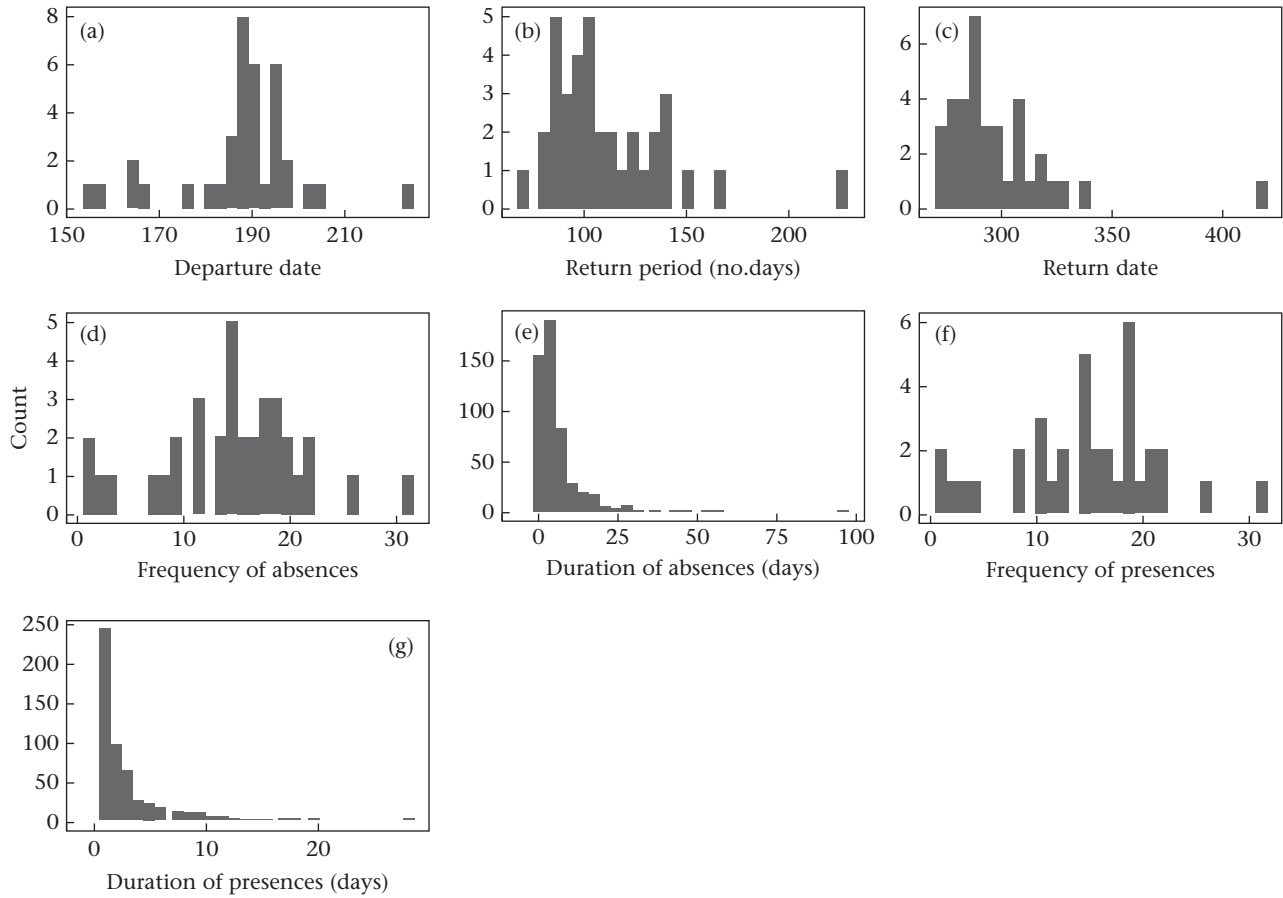 (a)
8
6
4
2
0
150 170 190 210
Departure date
(b)
5
4
3
2
1
0
100 150 200
Return period (no.days)
(c)
6
4
2
0
300 350 400
Return date
Count
(d)
5
4
3
2
1
0
0 10 20 30
Frequency of absences
(e)
150
100
50
0
0 25 50 75 100
Duration of absences (days)
(f)
6
4
2
0
0 10 20 30
Frequency of presences
(g)
250
200
150
100
50
0
0 10 20
Duration of presences (days)